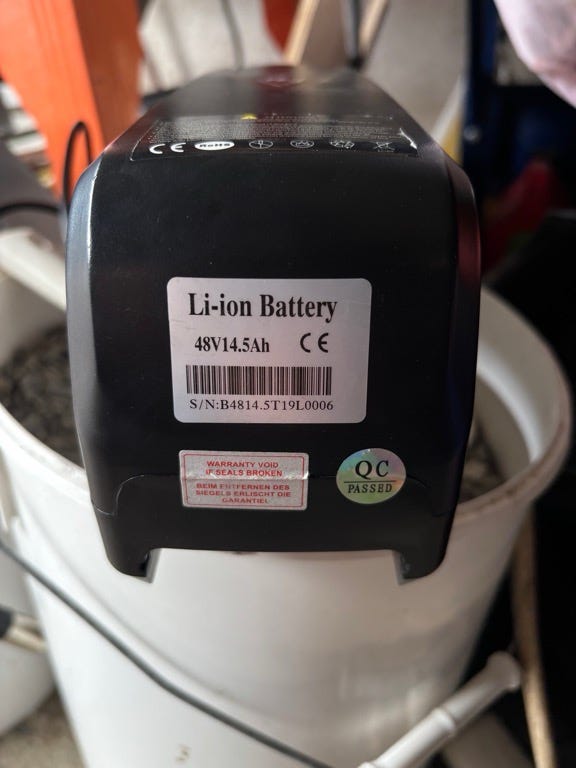 CE RoHS
Li-ion Battery
48V14.5Ah CE
S/N:B4814.5T19L0006
WARRANTY VOID
IF SEALS BROKEN
BEIM ENTFERNEN DES
SIEGELS ERLISCHT DIE
GARANTIE!
QC
PASSED